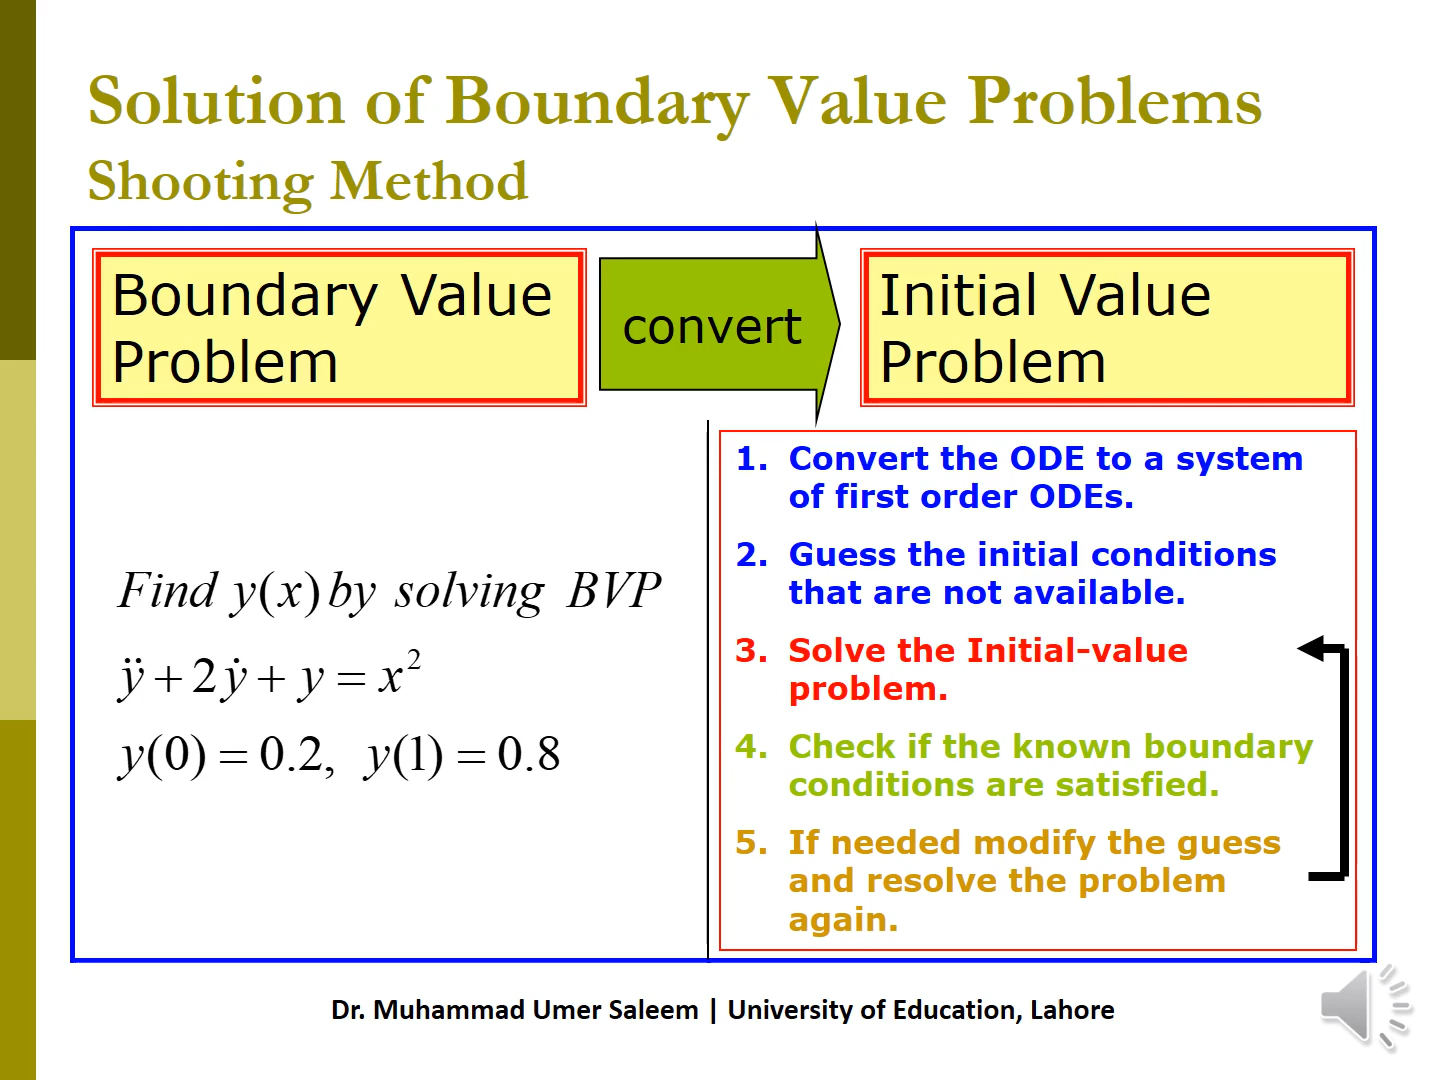 Solution of Boundary Value Problems
Shooting Method
Boundary Value
Problem
convert
Initial Value
Problem
Find y(x) by solving BVP
ÿ + 2ẏ + y = x²
y(0) = 0.2, y(1) = 0.8
1. Convert the ODE to a system
of first order ODEs.
2. Guess the initial conditions
that are not available.
3. Solve the Initial-value
problem.
4. Check if the known boundary
conditions are satisfied.
5. If needed modify the guess
and resolve the problem
again.
Dr. Muhammad Umer Saleem | University of Education, Lahore